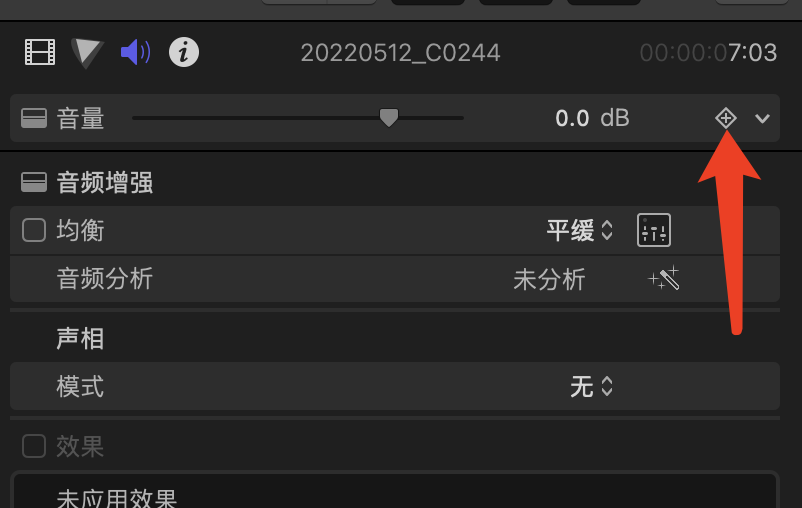 20220512_C0244 00:00:07:03
音量 0.0 dB
音频增强
均衡 平缓
音频分析 未分析
声相
模式 无
效果
未应用效果